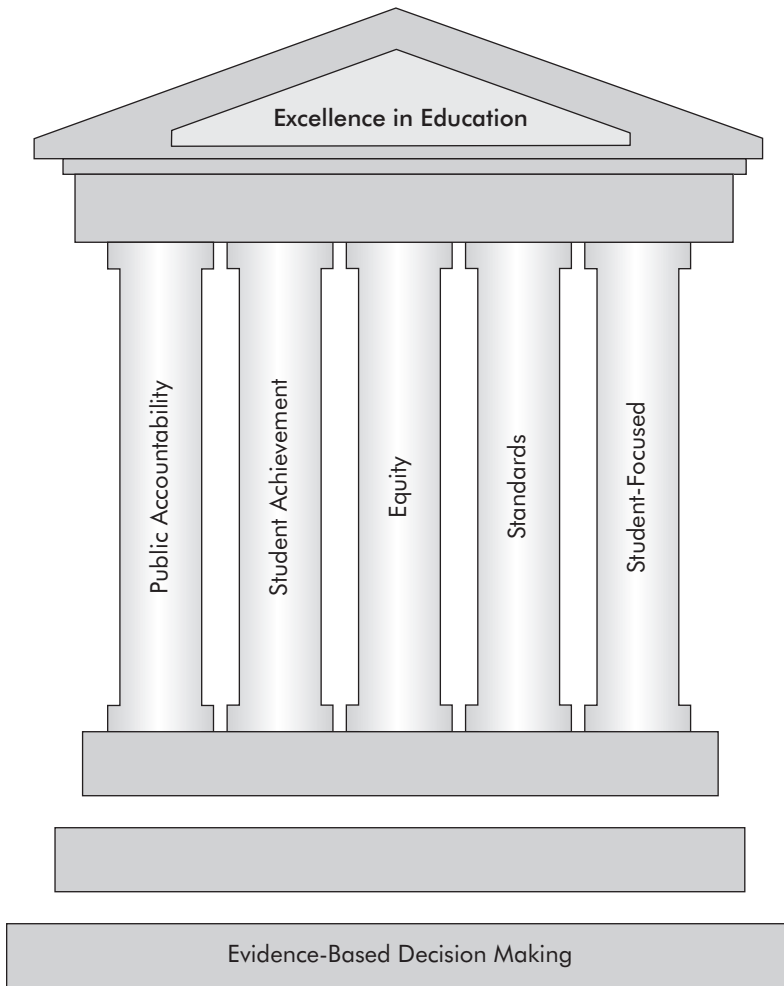 Excellence in Education
Public Accountability
Student Achievement
Equity
Standards
Student-Focused
Evidence-Based Decision Making